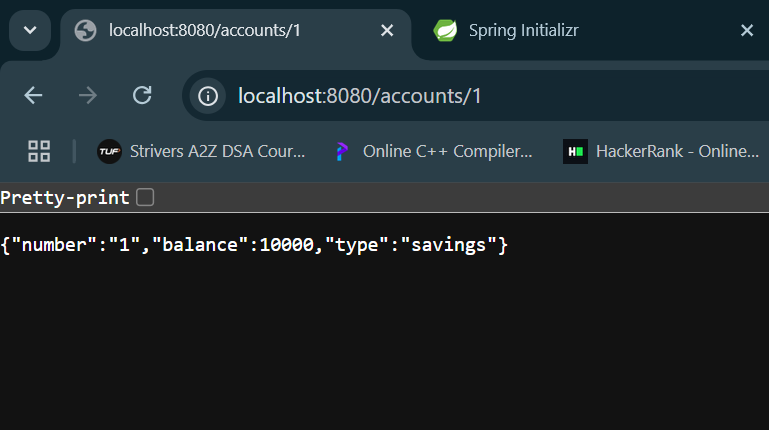 localhost:8080/accounts/1
Spring Initializr
localhost:8080/accounts/1
TUF Strivers A2Z DSA Cour...
Online C++ Compiler...
H HackerRank - Online...
Pretty-print
{"number":"1","balance":10000,"type":"savings"}